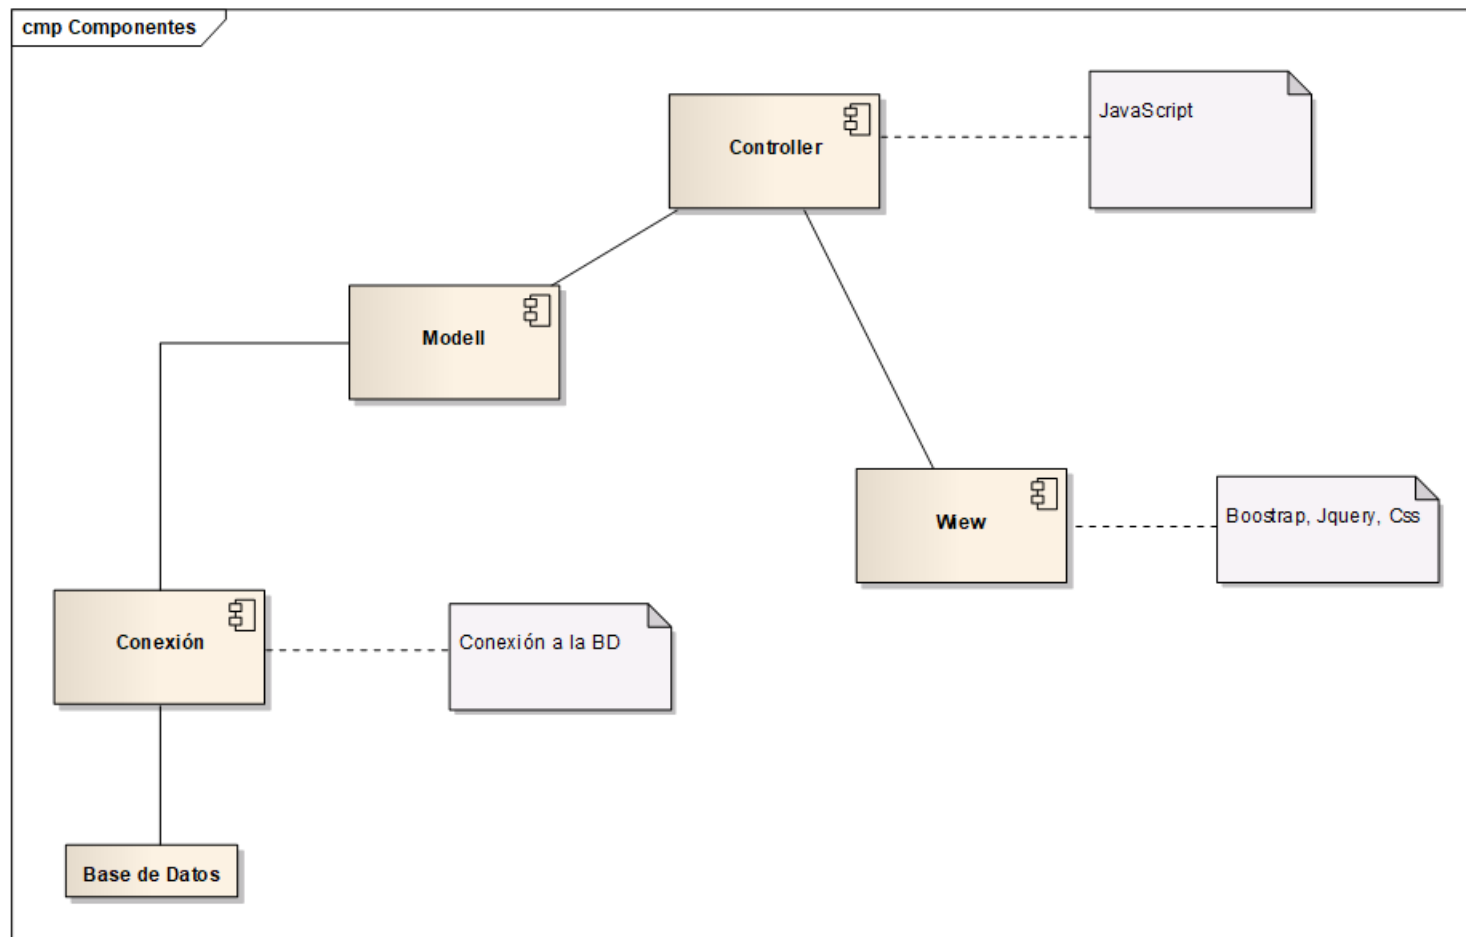 cmp Componentes
JavaScript
Controller
Modell
Wiew
Boostrap, Jquery, Css
Conexión
Conexión a la BD
Base de Datos